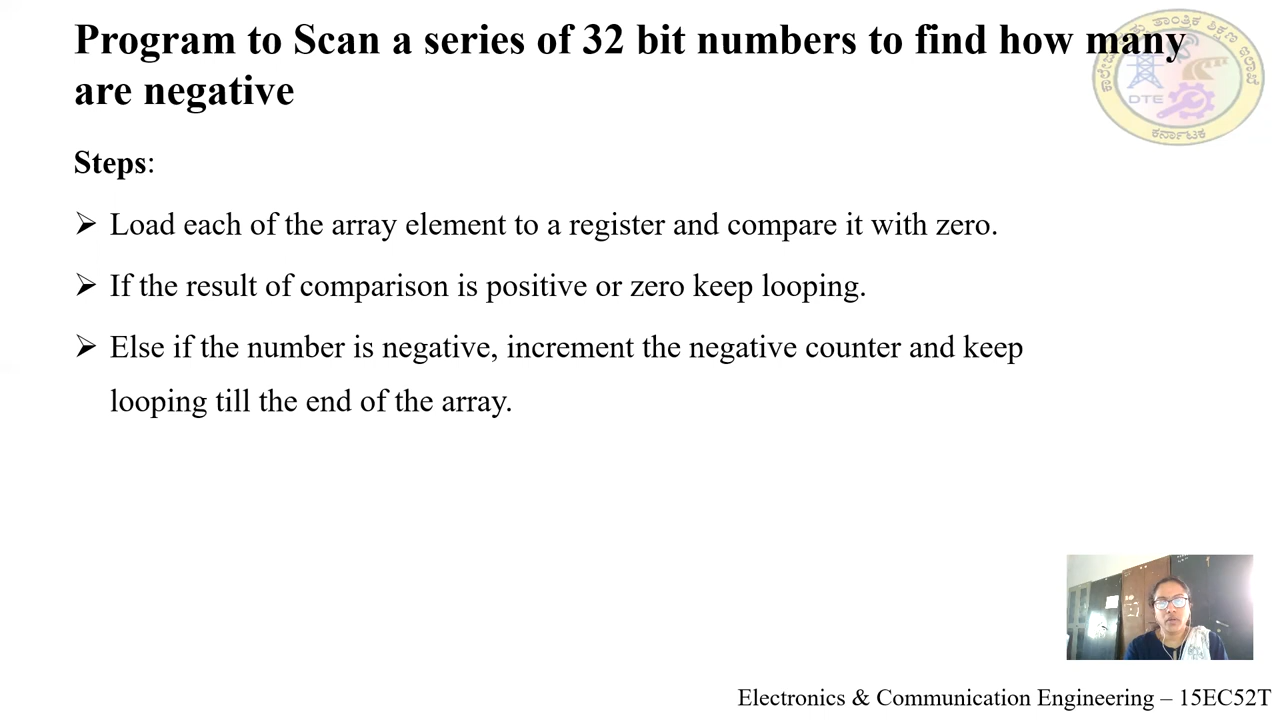 Program to Scan a series of 32 bit numbers to find how many
are negative
Steps:
➢ Load each of the array element to a register and compare it with zero.
➢ If the result of comparison is positive or zero keep looping.
➢ Else if the number is negative, increment the negative counter and keep
looping till the end of the array.
DTE
ಕರ್ನಾಟಕ
Electronics & Communication Engineering – 15EC52T